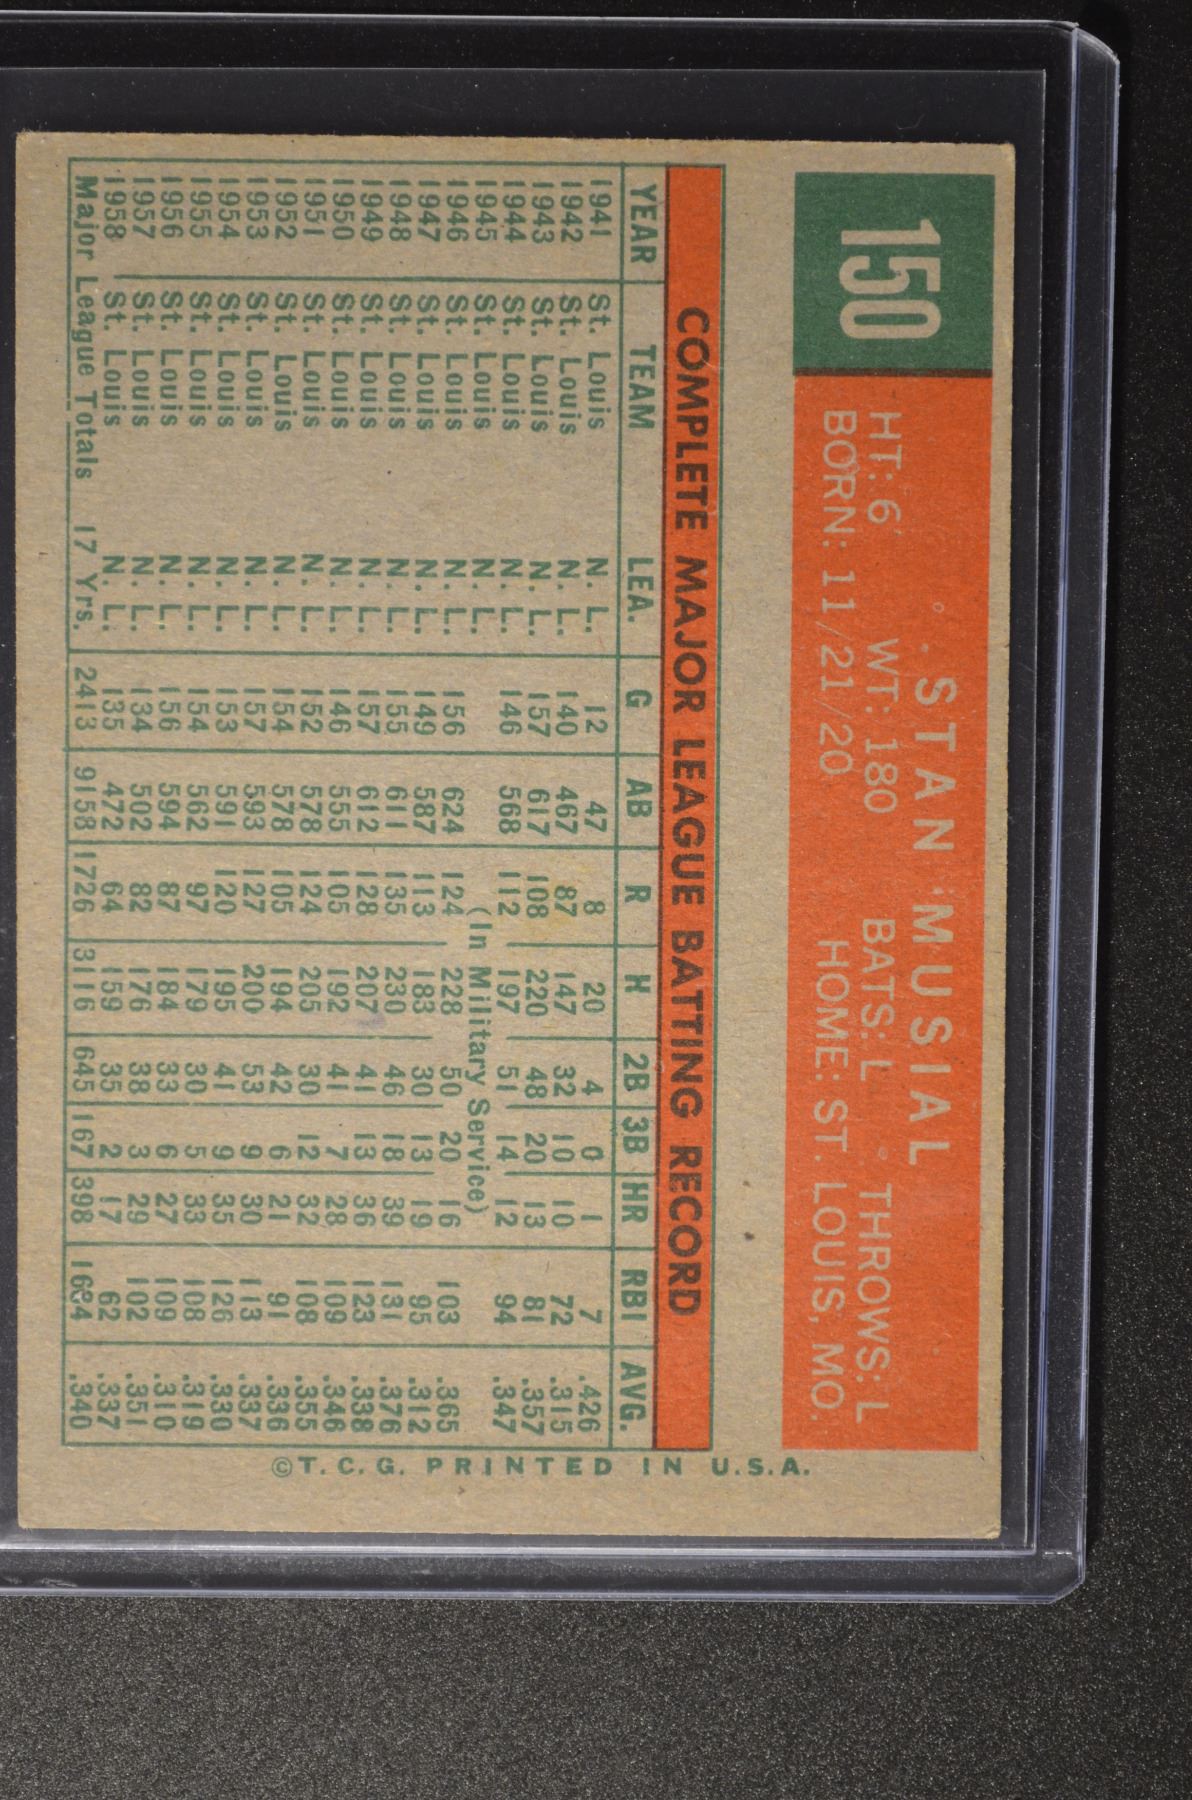 150
STAN MUSIAL
HT: 6' WT: 180 BATS: L THROWS: L
BORN: 11/21/20 HOME: ST. LOUIS, MO.
COMPLETE MAJOR LEAGUE BATTING RECORD
YEAR TEAM LEA. G AB R H 2B 3B HR RBI AVG.
1941 St. Louis N. L. 12 47 8 20 4 0 1 7 .426
1942 St. Louis N. L. 140 467 87 147 32 10 10 72 .315
1943 St. Louis N. L. 157 617 108 220 48 20 13 81 .357
1944 St. Louis N. L. 146 568 112 197 51 14 12 94 .347
1945 St. Louis N. L. (In Military Service)
1946 St. Louis N. L. 156 624 124 228 50 20 16 103 .365
1947 St. Louis N. L. 149 587 113 183 30 13 19 95 .312
1948 St. Louis N. L. 155 611 135 230 46 18 39 131 .376
1949 St. Louis N. L. 157 612 128 207 41 13 36 123 .338
1950 St. Louis N. L. 146 555 105 192 41 7 28 109 .346
1951 St. Louis N. L. 152 578 124 205 30 12 32 108 .355
1952 St. Louis N. L. 154 578 105 194 42 6 21 91 .336
1953 St. Louis N. L. 157 593 127 200 53 9 30 113 .337
1954 St. Louis N. L. 153 591 120 195 41 9 35 126 .330
1955 St. Louis N. L. 154 562 97 179 30 5 33 108 .319
1956 St. Louis N. L. 156 594 87 184 33 6 27 109 .310
1957 St. Louis N. L. 134 502 82 176 38 3 29 102 .351
1958 St. Louis N. L. 135 472 64 159 35 2 17 62 .337
Major League Totals 17 Yrs. 2413 9158 1726 3116 645 167 398 1684 .340
©T. C. G. PRINTED IN U.S.A.